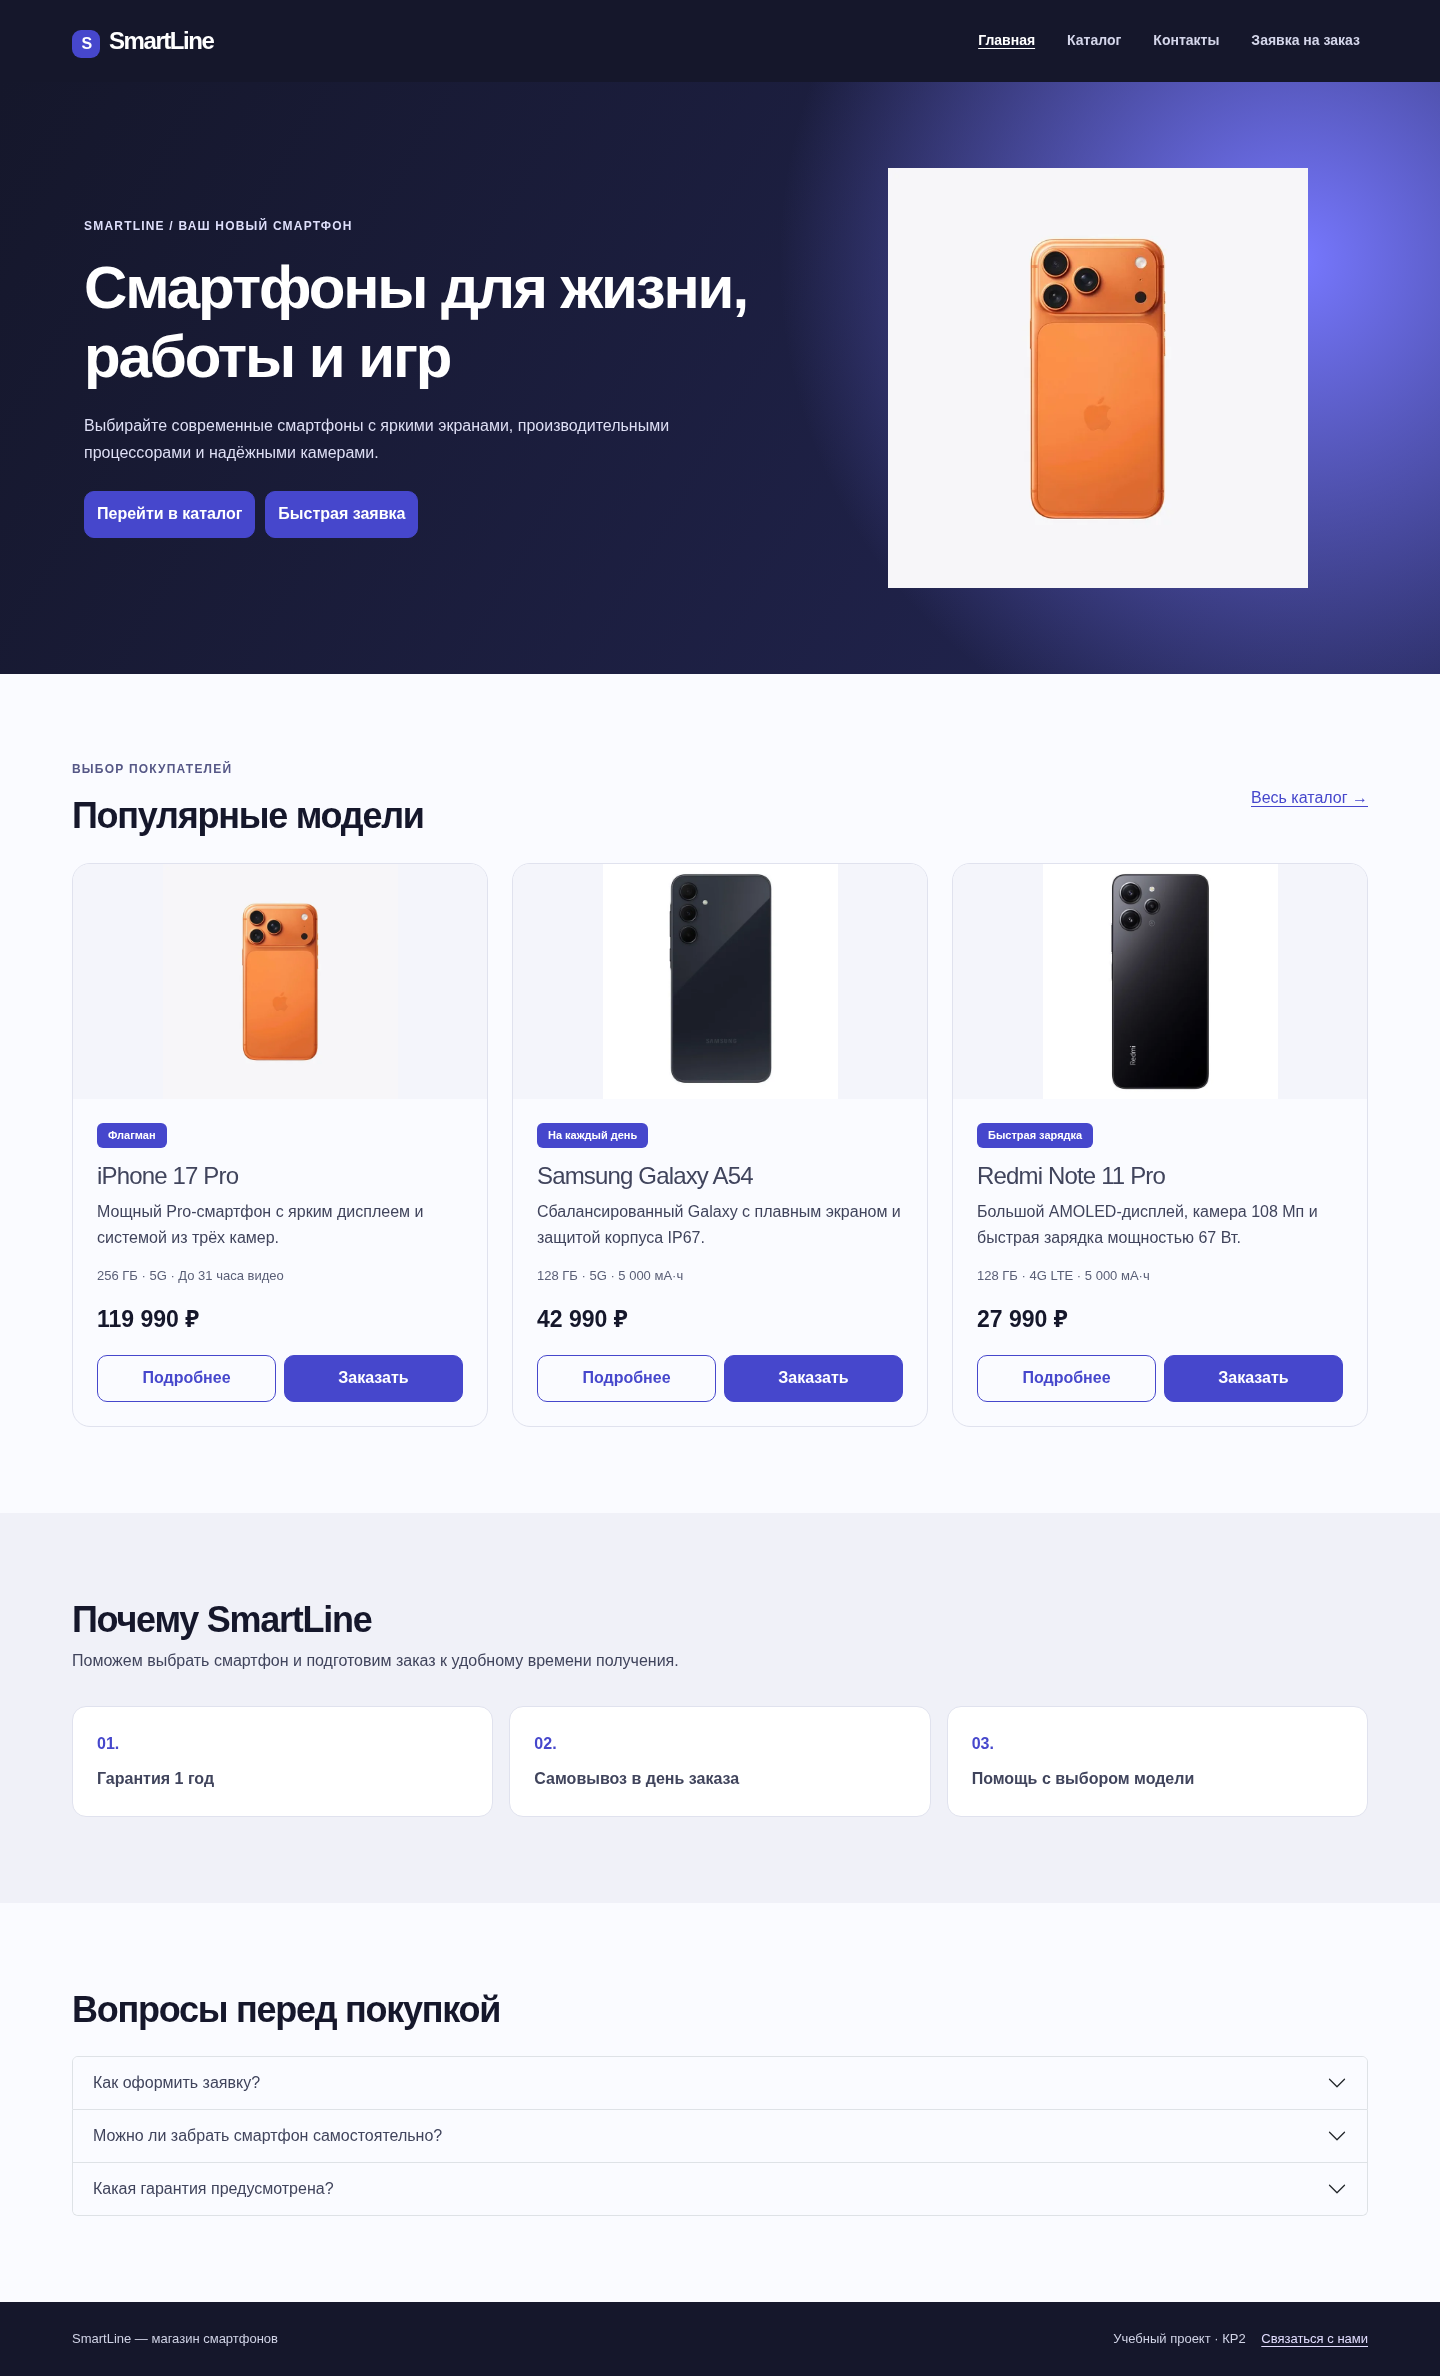 S SmartLine
Главная Каталог Контакты Заявка на заказ
SMARTLINE / ВАШ НОВЫЙ СМАРТФОН
Смартфоны для жизни,
работы и игр
Выбирайте современные смартфоны с яркими экранами, производительными
процессорами и надёжными камерами.
Перейти в каталог Быстрая заявка
ВЫБОР ПОКУПАТЕЛЕЙ
Популярные модели
Весь каталог →
SAMSUNG
Redmi
Флагман
iPhone 17 Pro
Мощный Pro-смартфон с ярким дисплеем и
системой из трёх камер.
256 ГБ · 5G · До 31 часа видео
119 990 ₽
Подробнее Заказать
На каждый день
Samsung Galaxy A54
Сбалансированный Galaxy с плавным экраном и
защитой корпуса IP67.
128 ГБ · 5G · 5 000 мА·ч
42 990 ₽
Подробнее Заказать
Быстрая зарядка
Redmi Note 11 Pro
Большой AMOLED-дисплей, камера 108 Мп и
быстрая зарядка мощностью 67 Вт.
128 ГБ · 4G LTE · 5 000 мА·ч
27 990 ₽
Подробнее Заказать
Почему SmartLine
Поможем выбрать смартфон и подготовим заказ к удобному времени получения.
01.
Гарантия 1 год
02.
Самовывоз в день заказа
03.
Помощь с выбором модели
Вопросы перед покупкой
Как оформить заявку?
Можно ли забрать смартфон самостоятельно?
Какая гарантия предусмотрена?
SmartLine — магазин смартфонов
Учебный проект · КР2 Связаться с нами